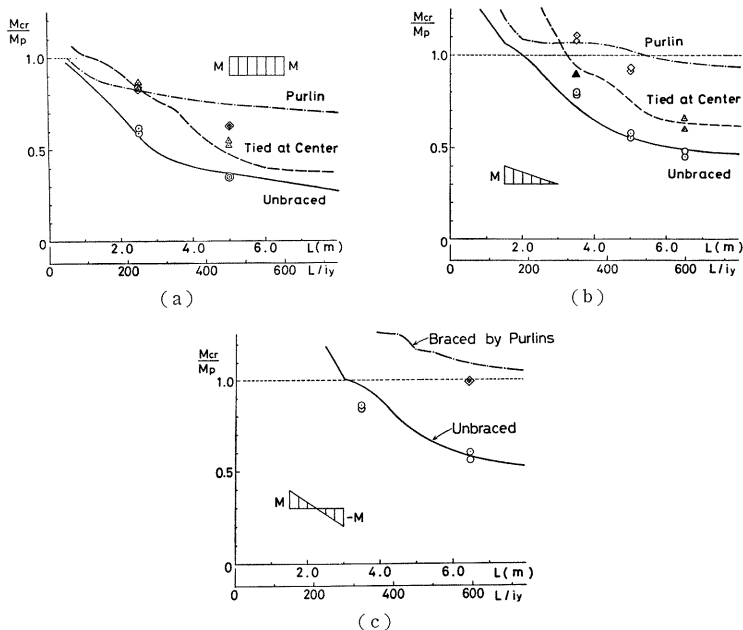 Mcr
Mp
1.0
0.5
0
M M
Purlin
Tied at Center
Unbraced
2.0 4.0 6.0 L(m)
0 200 400 600 L/iy
(a)
Mcr
Mp
1.0
0.5
0
Purlin
Tied at Center
Unbraced
M
2.0 4.0 6.0 L(m)
0 200 400 600 L/iy
(b)
Mcr
Mp
1.0
0.5
0
Braced by Purlins
Unbraced
M
-M
2.0 4.0 6.0 L(m)
0 200 400 600 L/iy
(c)